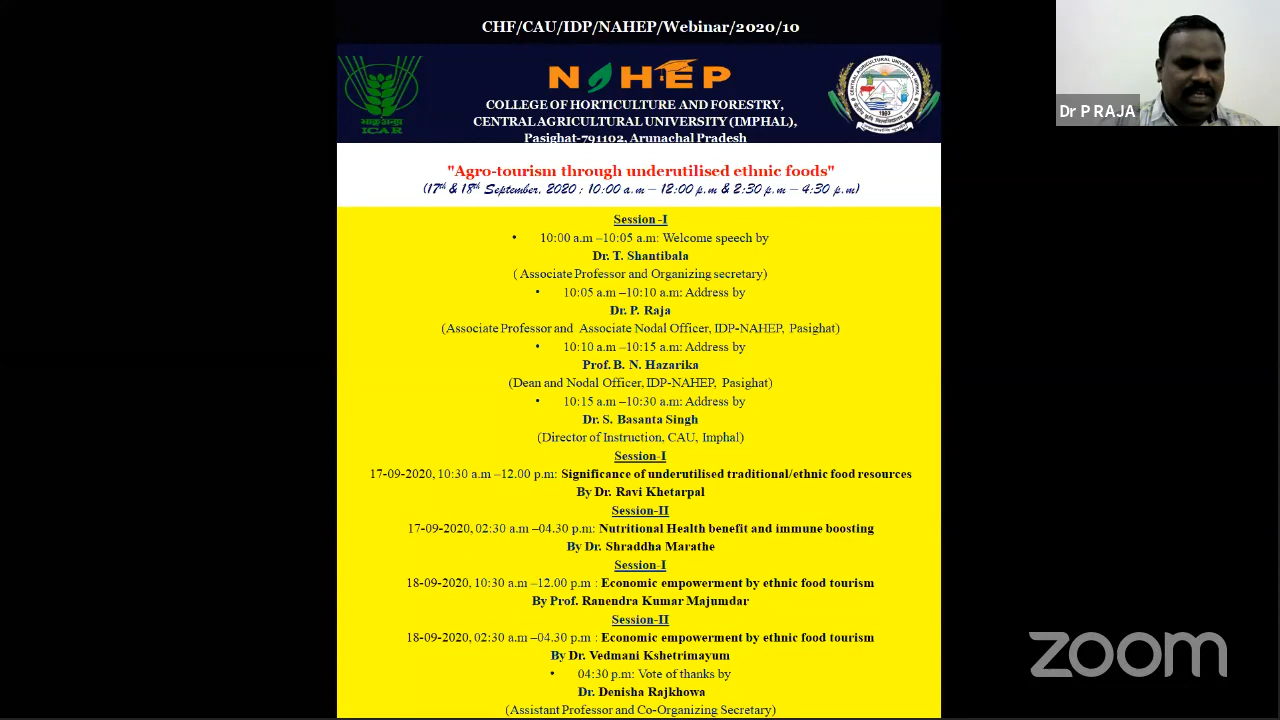 CHF/CAU/IDP/NAHEP/Webinar/2020/10
NAHEP
COLLEGE OF HORTICULTURE AND FORESTRY,
CENTRAL AGRICULTURAL UNIVERSITY (IMPHAL),
Pasighat-791102, Arunachal Pradesh
ICAR
1993
Dr P RAJA
"Agro-tourism through underutilised ethnic foods"
(17th & 18th September, 2020 ; 10:00 a.m – 12:00 p.m & 2:30 p.m – 4:30 p.m)
Session -I
• 10:00 a.m –10:05 a.m: Welcome speech by
Dr. T. Shantibala
( Associate Professor and Organizing secretary)
• 10:05 a.m –10:10 a.m: Address by
Dr. P. Raja
(Associate Professor and Associate Nodal Officer, IDP-NAHEP, Pasighat)
• 10:10 a.m –10:15 a.m: Address by
Prof. B. N. Hazarika
(Dean and Nodal Officer, IDP-NAHEP, Pasighat)
• 10:15 a.m –10:30 a.m: Address by
Dr. S. Basanta Singh
(Director of Instruction, CAU, Imphal)
Session-I
17-09-2020, 10:30 a.m –12.00 p.m: Significance of underutilised traditional/ethnic food resources
By Dr. Ravi Khetarpal
Session-II
17-09-2020, 02:30 a.m –04.30 p.m: Nutritional Health benefit and immune boosting
By Dr. Shraddha Marathe
Session-I
18-09-2020, 10:30 a.m –12.00 p.m : Economic empowerment by ethnic food tourism
By Prof. Ranendra Kumar Majumdar
Session-II
18-09-2020, 02:30 a.m –04.30 p.m : Economic empowerment by ethnic food tourism
By Dr. Vedmani Kshetrimayum
• 04:30 p.m: Vote of thanks by
Dr. Denisha Rajkhowa
(Assistant Professor and Co-Organizing Secretary)
zoom